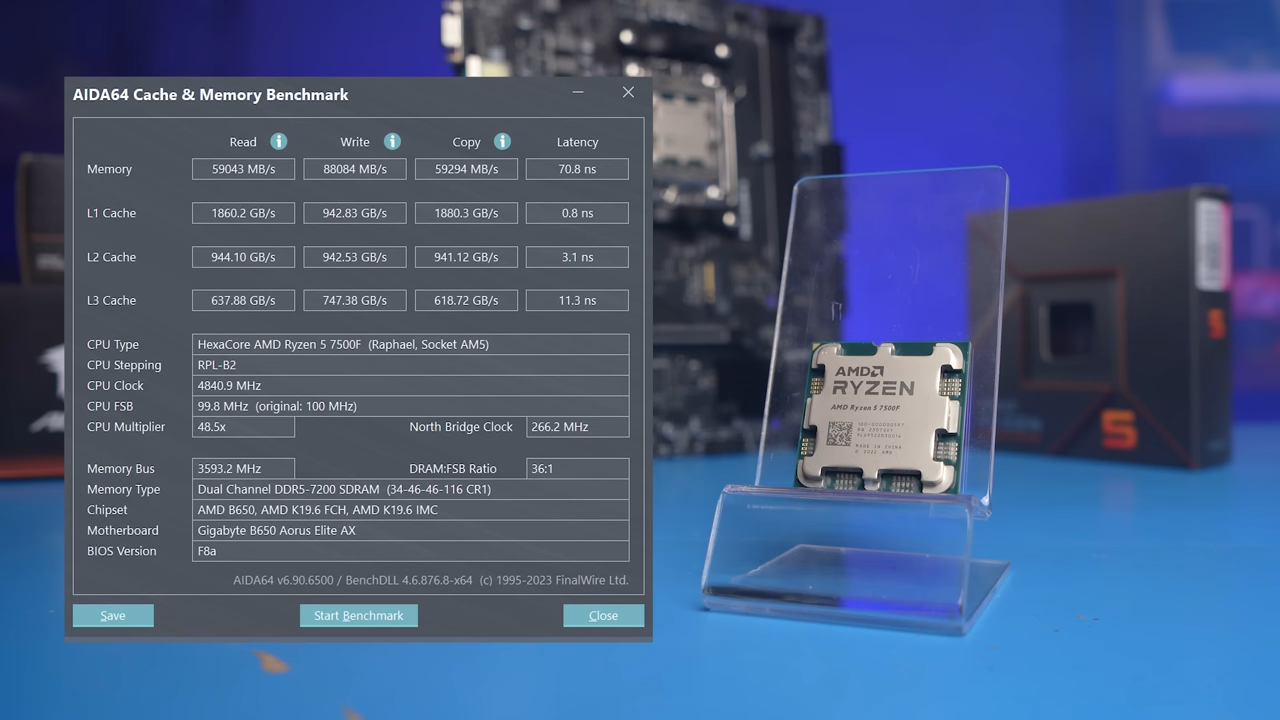 AIDA64 Cache & Memory Benchmark
Read Write Copy Latency
Memory 59043 MB/s 88084 MB/s 59294 MB/s 70.8 ns
L1 Cache 1860.2 GB/s 942.83 GB/s 1880.3 GB/s 0.8 ns
L2 Cache 944.10 GB/s 942.53 GB/s 941.12 GB/s 3.1 ns
L3 Cache 637.88 GB/s 747.38 GB/s 618.72 GB/s 11.3 ns
CPU Type HexaCore AMD Ryzen 5 7500F (Raphael, Socket AM5)
CPU Stepping RPL-B2
CPU Clock 4840.9 MHz
CPU FSB 99.8 MHz (original: 100 MHz)
CPU Multiplier 48.5x North Bridge Clock 266.2 MHz
Memory Bus 3593.2 MHz DRAM:FSB Ratio 36:1
Memory Type Dual Channel DDR5-7200 SDRAM (34-46-46-116 CR1)
Chipset AMD B650, AMD K19.6 FCH, AMD K19.6 IMC
Motherboard Gigabyte B650 Aorus Elite AX
BIOS Version F8a
AIDA64 v6.90.6500 / BenchDLL 4.6.876.8-x64 (c) 1995-2023 FinalWire Ltd.
Save Start Benchmark Close
AMD
RYZEN
AMD Ryzen 5 7500F
MADE IN CHINA
© 2022 AMD
5
5